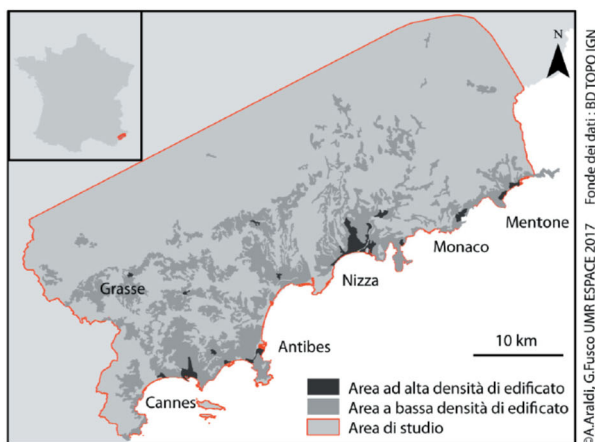 N
Mentone
Monaco
Grasse
Nizza
10 km
Antibes
Cannes
Area ad alta densità di edificato
Area a bassa densità di edificato
Area di studio
©A.Araldi, G.Fusco UMR ESPACE 2017 Fonde dei dati : BD TOPO IGN